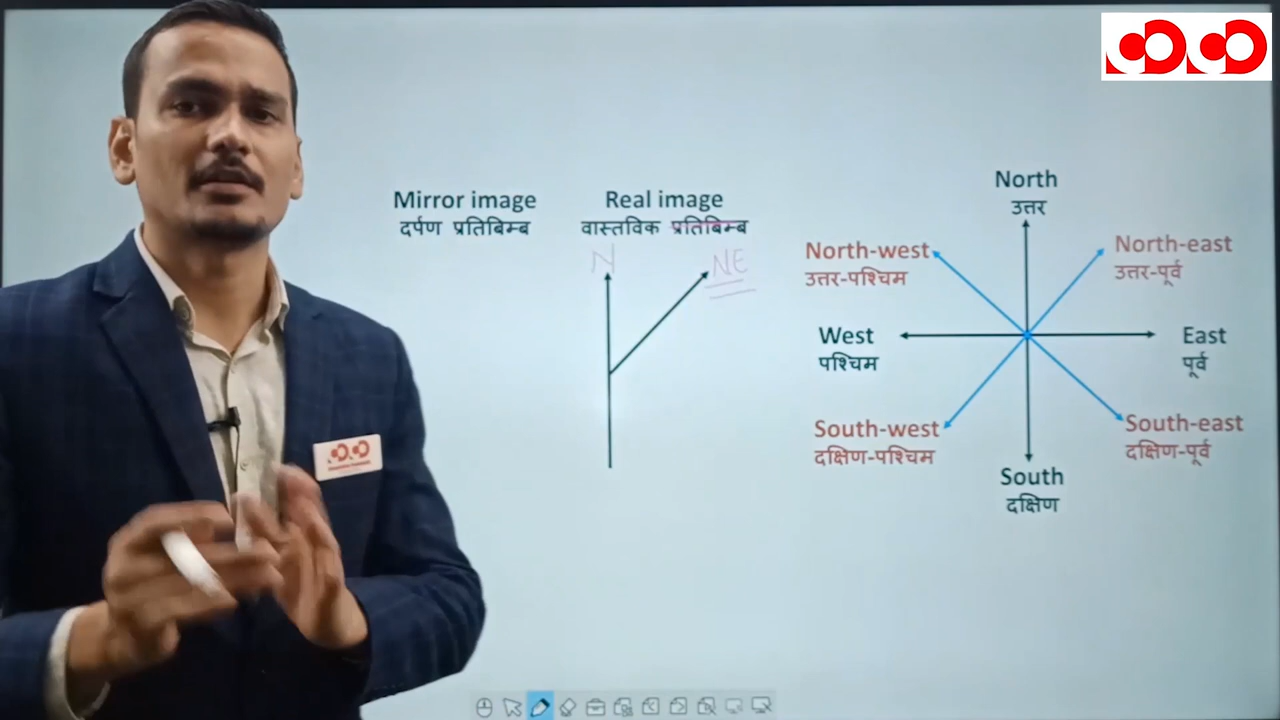 Mirror image
दर्पण प्रतिबिम्ब
Real image
वास्तविक प्रतिबिम्ब
N
NE
North
उत्तर
North-west
उत्तर-पश्चिम
North-east
उत्तर-पूर्व
West
पश्चिम
East
पूर्व
South-west
दक्षिण-पश्चिम
South-east
दक्षिण-पूर्व
South
दक्षिण